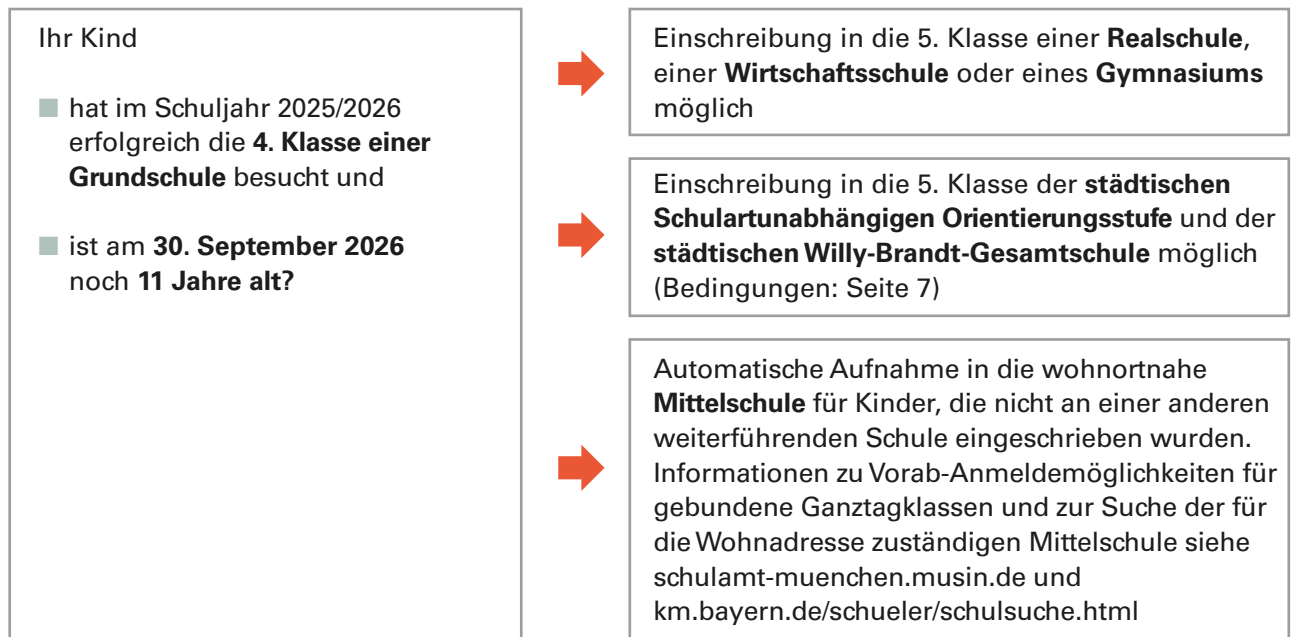 Ihr Kind
hat im Schuljahr 2025/2026
erfolgreich die 4. Klasse einer
Grundschule besucht und
ist am 30. September 2026
noch 11 Jahre alt?
Einschreibung in die 5. Klasse einer Realschule,
einer Wirtschaftsschule oder eines Gymnasiums
möglich
Einschreibung in die 5. Klasse der städtischen
Schulartunabhängigen Orientierungsstufe und der
städtischen Willy-Brandt-Gesamtschule möglich
(Bedingungen: Seite 7)
Automatische Aufnahme in die wohnortnahe
Mittelschule für Kinder, die nicht an einer anderen
weiterführenden Schule eingeschrieben wurden.
Informationen zu Vorab-Anmeldemöglichkeiten für
gebundene Ganztagklassen und zur Suche der für
die Wohnadresse zuständigen Mittelschule siehe
schulamt-muenchen.musin.de und
km.bayern.de/schueler/schulsuche.html